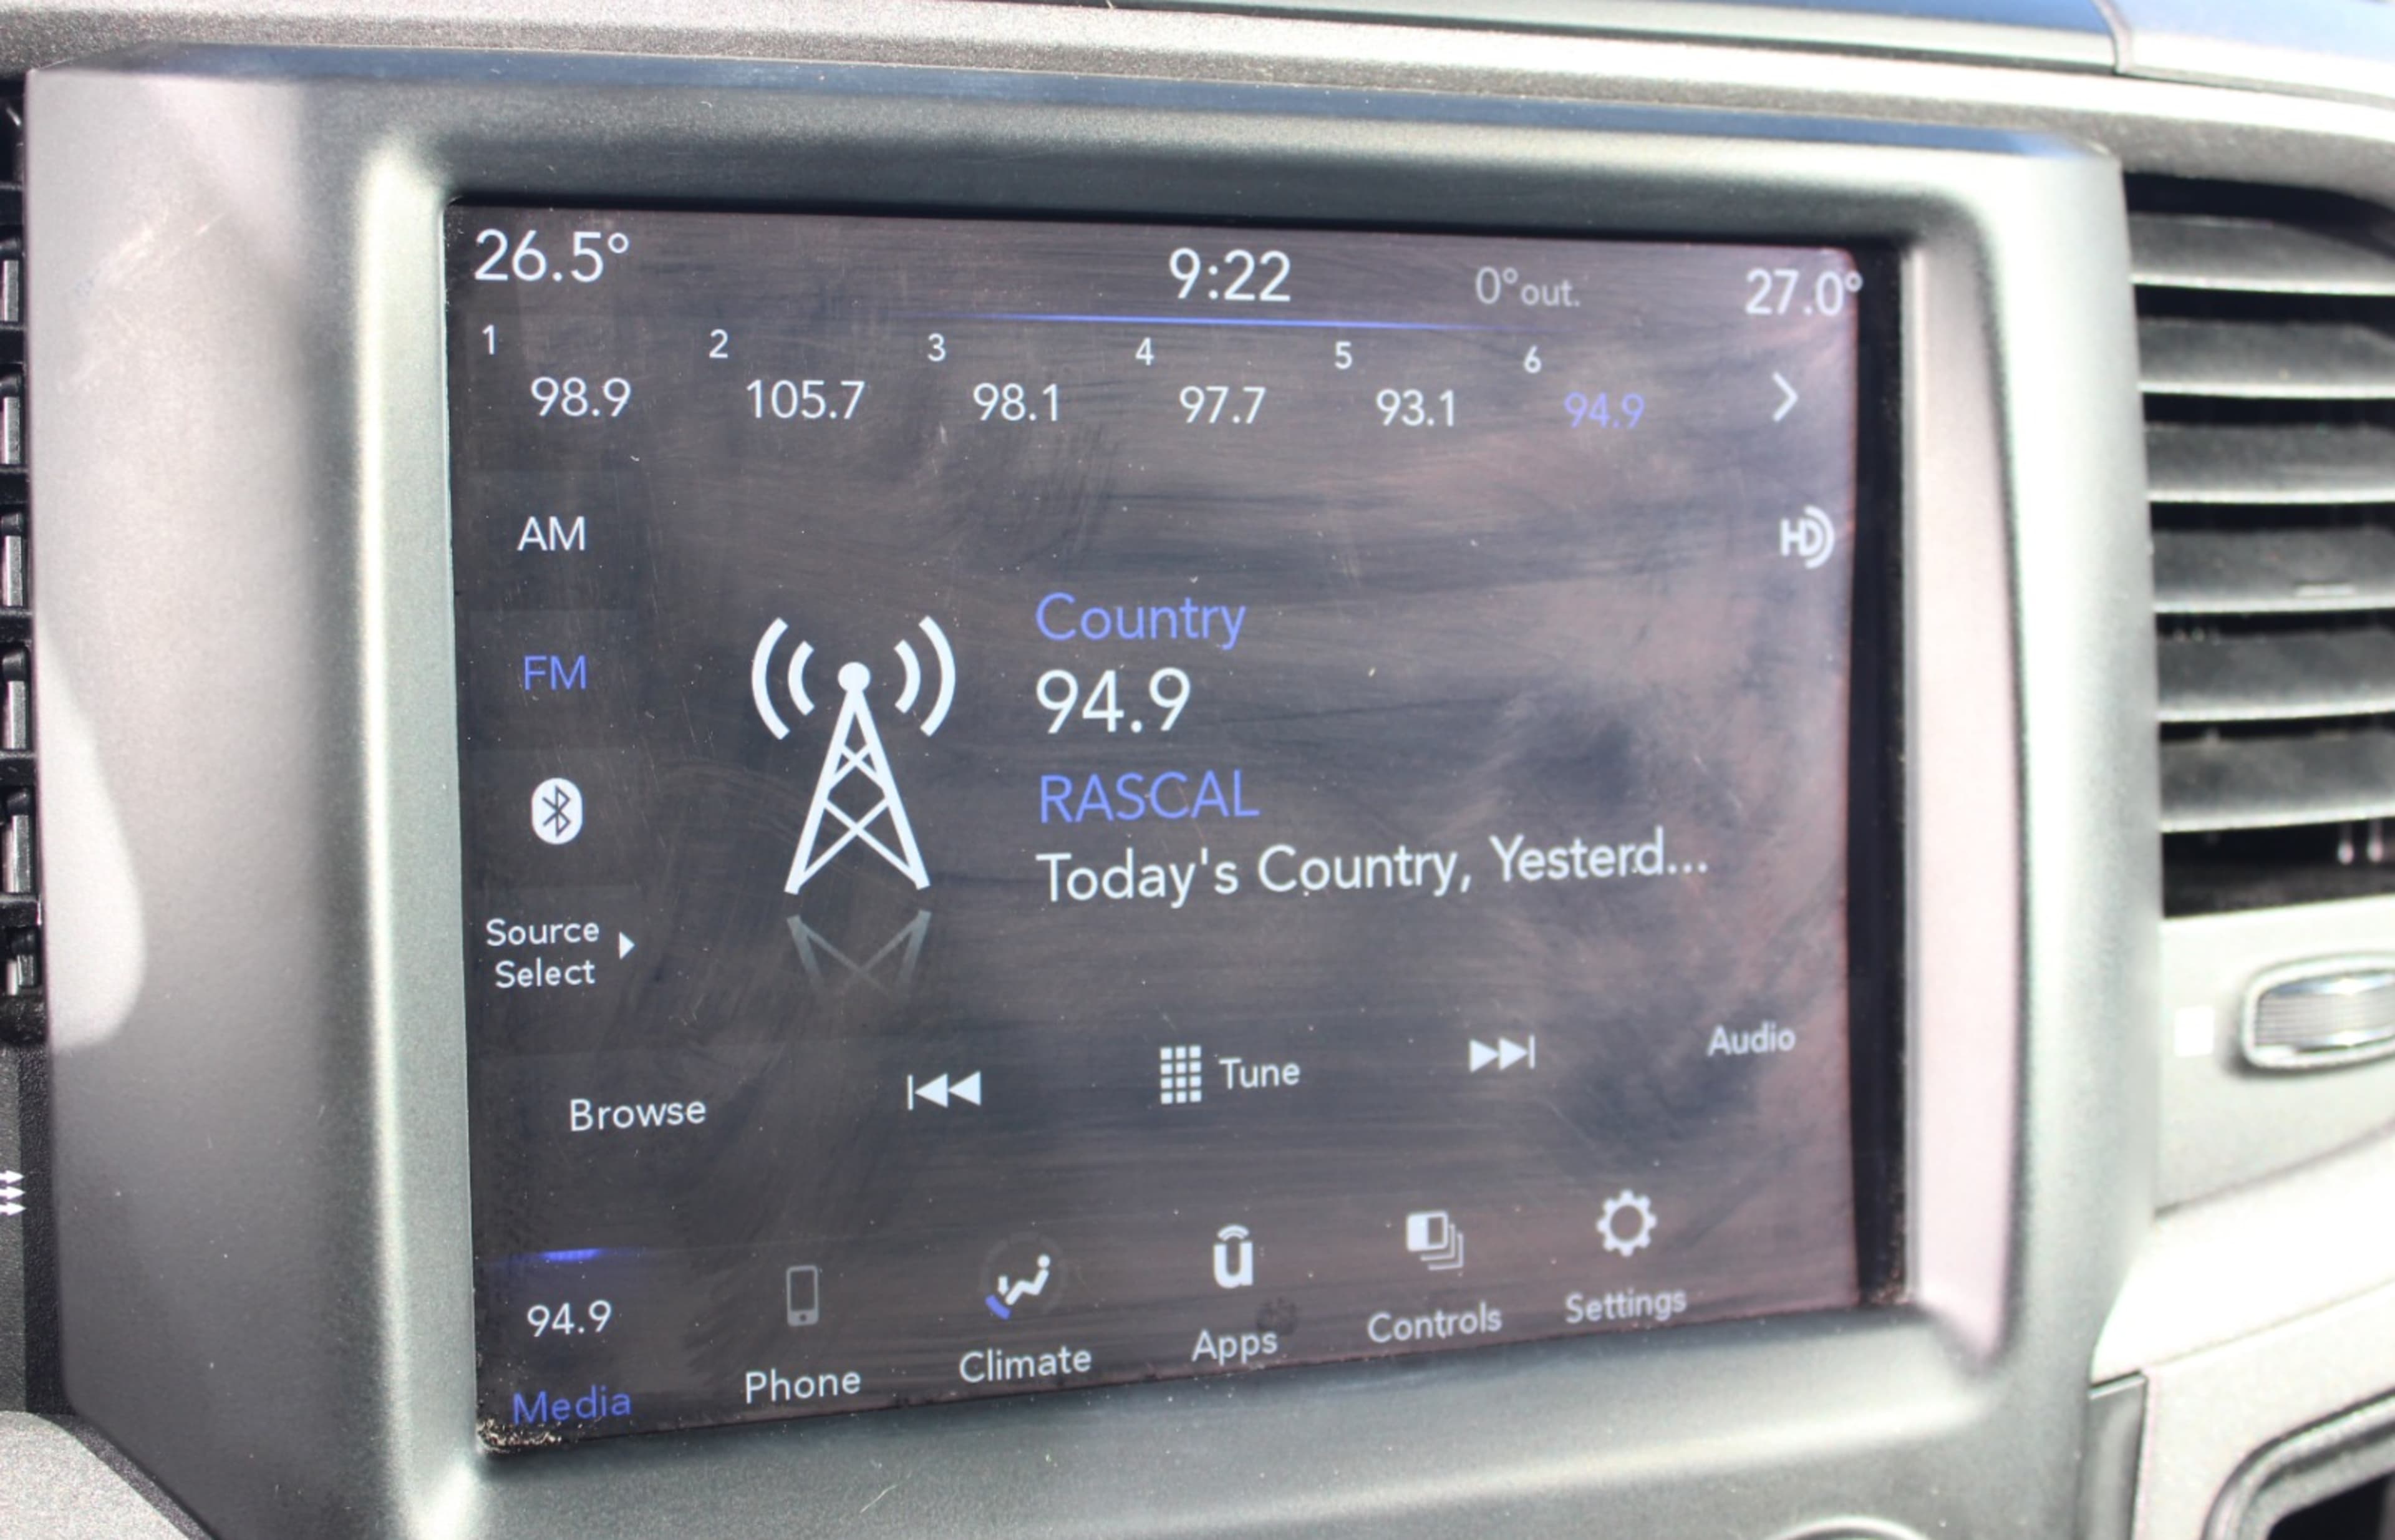 26.5° 9:22 0°out. 27.0°
1 2 3 4 5 6
98.9 105.7 98.1 97.7 93.1 94.9
AM
HD
Country
FM
94.9
RASCAL
Today's Country, Yesterd...
Source
Select
Browse Tune Audio
94.9
Media Phone Climate Apps Controls Settings